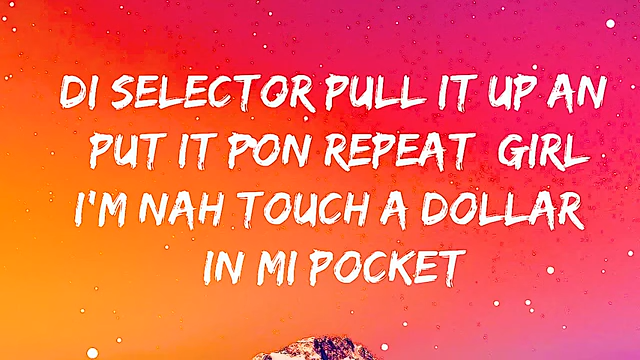 DI SELECTOR PULL IT UP AN
PUT IT PON REPEAT GIRL
I'M NAH TOUCH A DOLLAR
IN MI POCKET